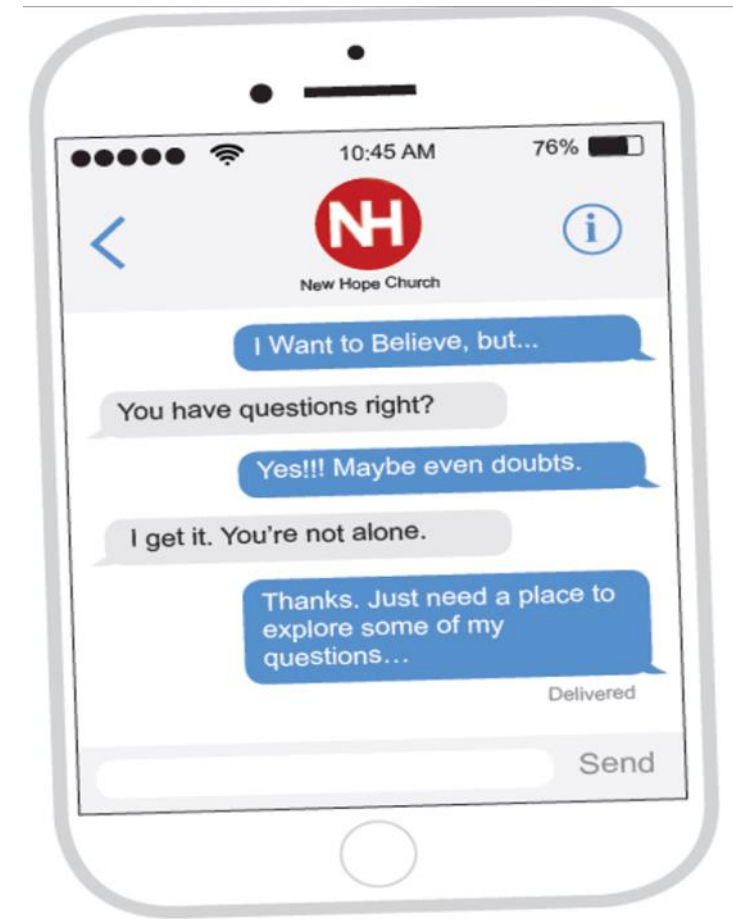 10:45 AM
76%
NH
i
New Hope Church
I Want to Believe, but...
You have questions right?
Yes!!! Maybe even doubts.
I get it. You're not alone.
Thanks. Just need a place to
explore some of my
questions...
Delivered
Send